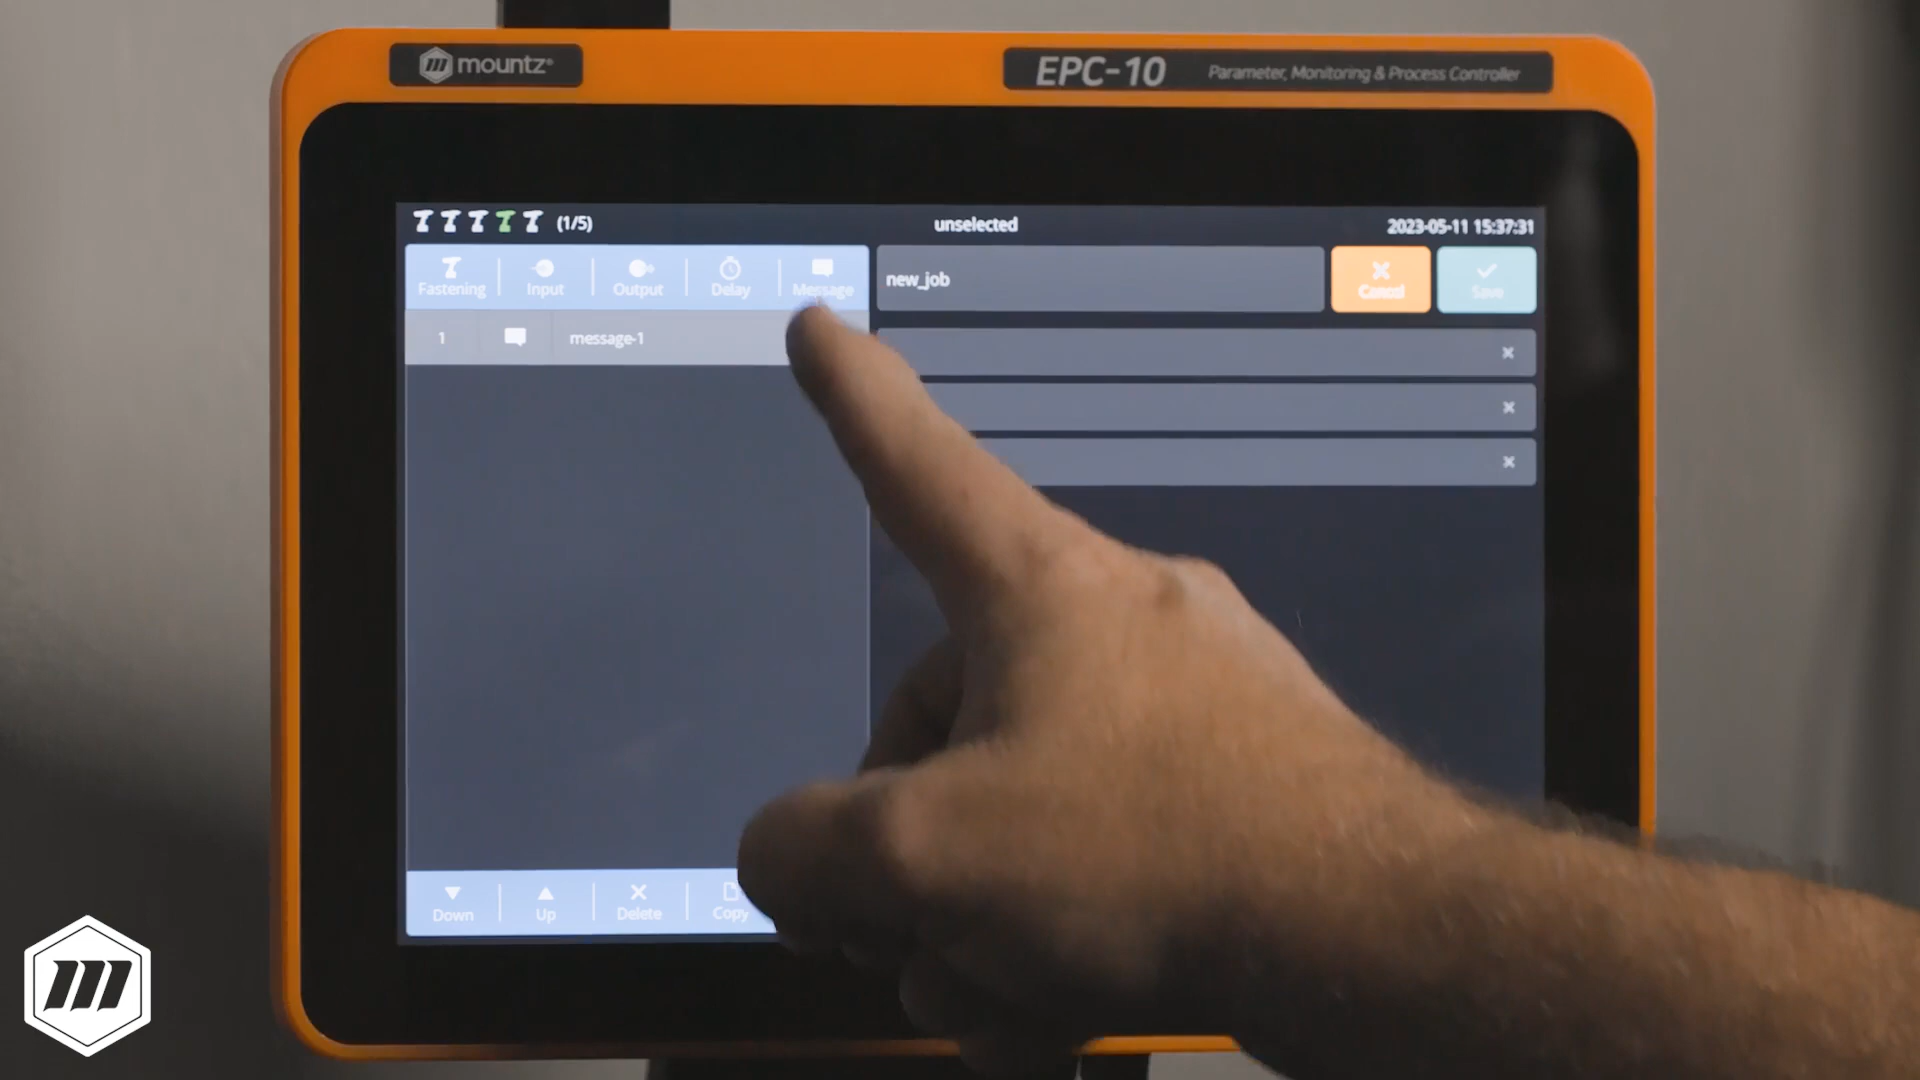 mountz®
EPC-10 Parameter, Monitoring & Process Controller
(1/5) unselected 2023-05-11 15:37:31
Fastening Input Output Delay Message new_job Cancel Save
1 message-1
Down Up Delete Copy